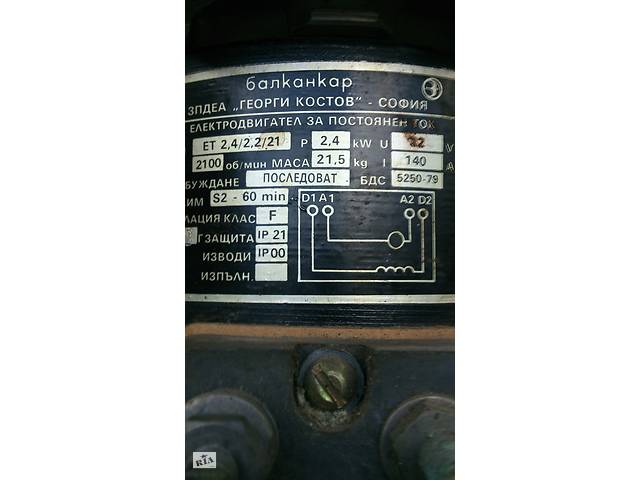 балканкар
ЗПДЕА „ГЕОРГИ КОСТОВ" - СОФИЯ
ЕЛЕКТРОДВИГАТЕЛ ЗА ПОСТОЯНЕН ТОК
ЕТ 2,4/2,2/21 P 2,4 kW U V
2100 об/мин МАСА 21,5 kg I 140 A
БУЖДАНЕ ПОСЛЕДОВАТ. БДС 5250-79
ИМ S2 - 60 min
D1 A1 A2 D2
ЛАЦИЯ КЛАС F
ЗАЩИТА IP 21
ИЗВОДИ IP 00
ИЗПЪЛН.
RIA